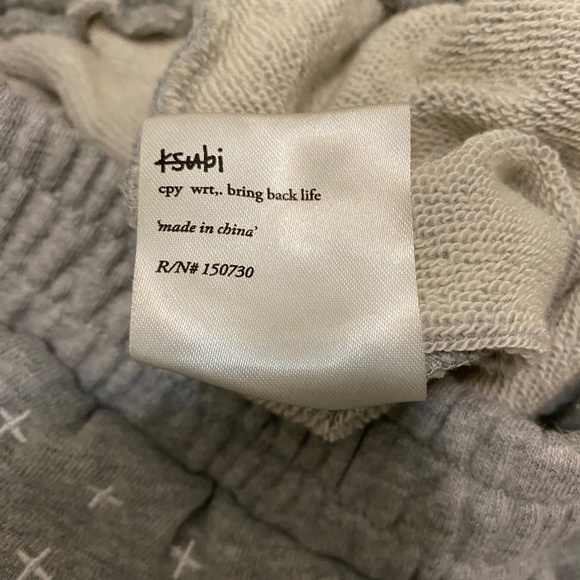 ksubi
cpy wrt,. bring back life
'made in china'
R/N# 150730